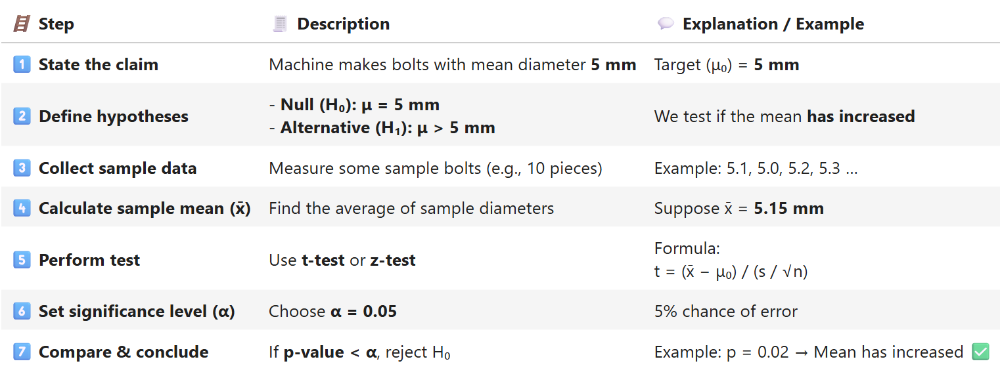 🪜 Step 🧾 Description 💬 Explanation / Example
1️⃣ State the claim Machine makes bolts with mean diameter 5 mm Target (μ₀) = 5 mm
- Null (H₀): μ = 5 mm
2️⃣ Define hypotheses We test if the mean has increased
- Alternative (H₁): μ > 5 mm
3️⃣ Collect sample data Measure some sample bolts (e.g., 10 pieces) Example: 5.1, 5.0, 5.2, 5.3 …
4️⃣ Calculate sample mean (x̄) Find the average of sample diameters Suppose x̄ = 5.15 mm
5️⃣ Perform test Use t-test or z-test Formula:
t = (x̄ − μ₀) / (s / √n)
6️⃣ Set significance level (α) Choose α = 0.05 5% chance of error
7️⃣ Compare & conclude If p-value < α, reject H₀ Example: p = 0.02 → Mean has increased ✅